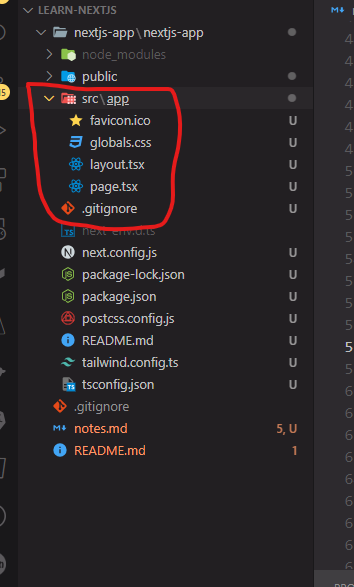 LEARN-NEXTJS
nextjs-app\nextjs-app
node_modules
public
src\app
favicon.ico U
globals.css U
layout.tsx U
page.tsx U
.gitignore U
next-env.d.ts
next.config.js U
package-lock.json U
package.json U
postcss.config.js U
README.md U
tailwind.config.ts U
tsconfig.json U
.gitignore
notes.md 5, U
README.md 1